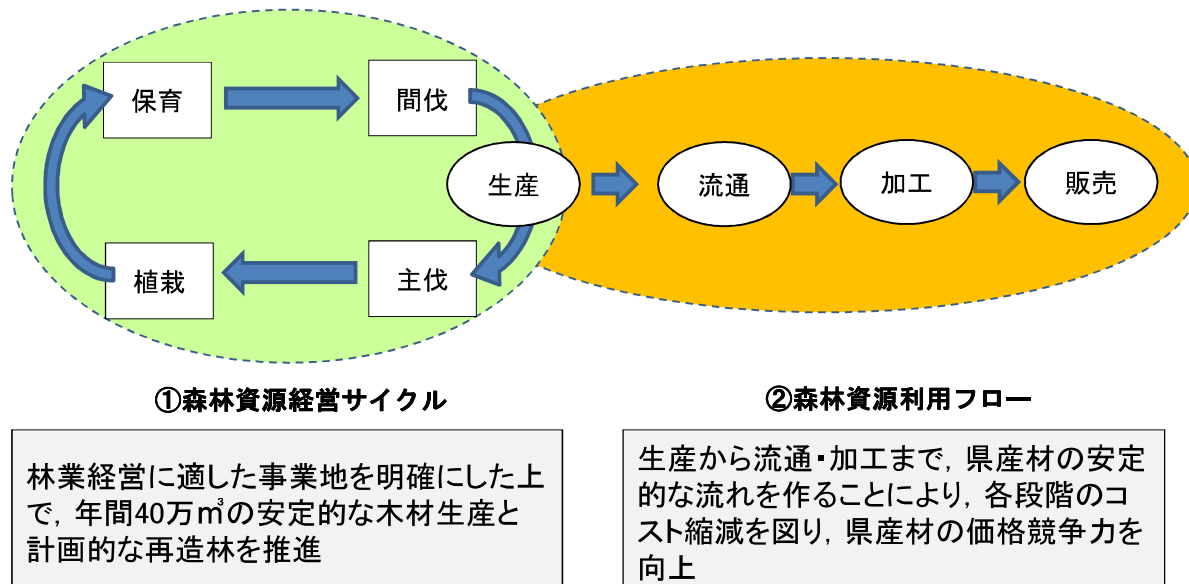 保育
間伐
生産
流通
加工
販売
植栽
主伐
①森林資源経営サイクル
②森林資源利用フロー
林業経営に適した事業地を明確にした上
で，年間40万㎥の安定的な木材生産と
計画的な再造林を推進
生産から流通・加工まで，県産材の安定
的な流れを作ることにより，各段階のコ
スト縮減を図り，県産材の価格競争力を
向上